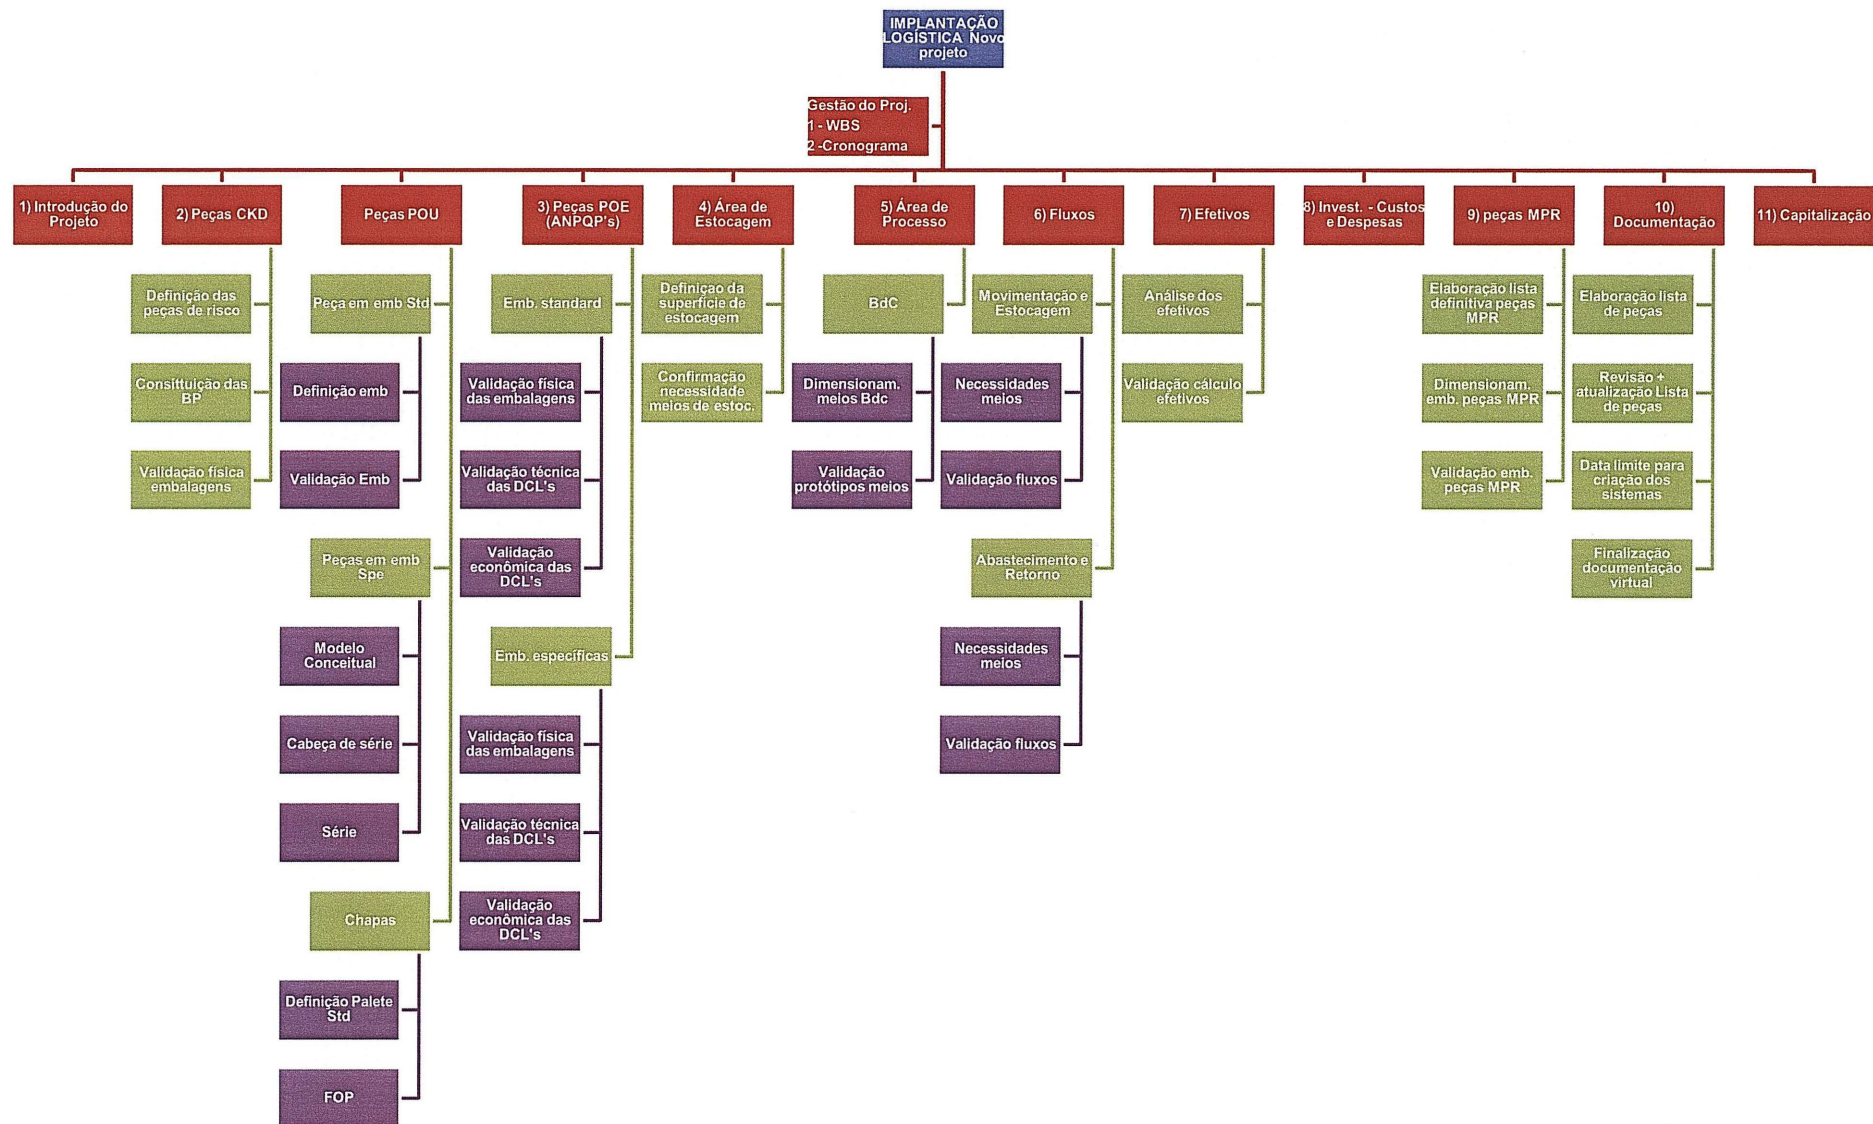 IMPLANTAÇÃO
LOGÍSTICA Novo
projeto
Gestão do Proj.
1 - WBS
2 -Cronograma
1) Introdução do
Projeto
2) Peças CKD
Peças POU
3) Peças POE
(ANPQP's)
4) Área de
Estocagem
5) Área de
Processo
6) Fluxos
7) Efetivos
8) Invest. - Custos
e Despesas
9) peças MPR
10)
Documentação
11) Capitalização
Definição das
peças de risco
Consittuição das
BP
Validação física
embalagens
Peça em emb Std
Definição emb
Validação Emb
Peças em emb
Spe
Modelo
Conceitual
Cabeça de série
Série
Chapas
Definição Palete
Std
FOP
Emb. standard
Validação física
das embalagens
Validação técnica
das DCL's
Validação
econômica das
DCL's
Emb. específicas
Validação física
das embalagens
Validação técnica
das DCL's
Validação
econômica das
DCL's
Definiçao da
superfície de
estocagem
Confirmação
necessidade
meios de estoc.
BdC
Dimensionam.
meios Bdc
Validação
protótipos meios
Movimentação e
Estocagem
Necessidades
meios
Validação fluxos
Abastecimento e
Retorno
Necessidades
meios
Validação fluxos
Análise dos
efetivos
Validação cálculo
efetivos
Elaboração lista
definitiva peças
MPR
Dimensionam.
emb. peças MPR
Validação emb.
peças MPR
Elaboração lista
de peças
Revisão +
atualização Lista
de peças
Data limite para
criação dos
sistemas
Finalização
documentação
virtual